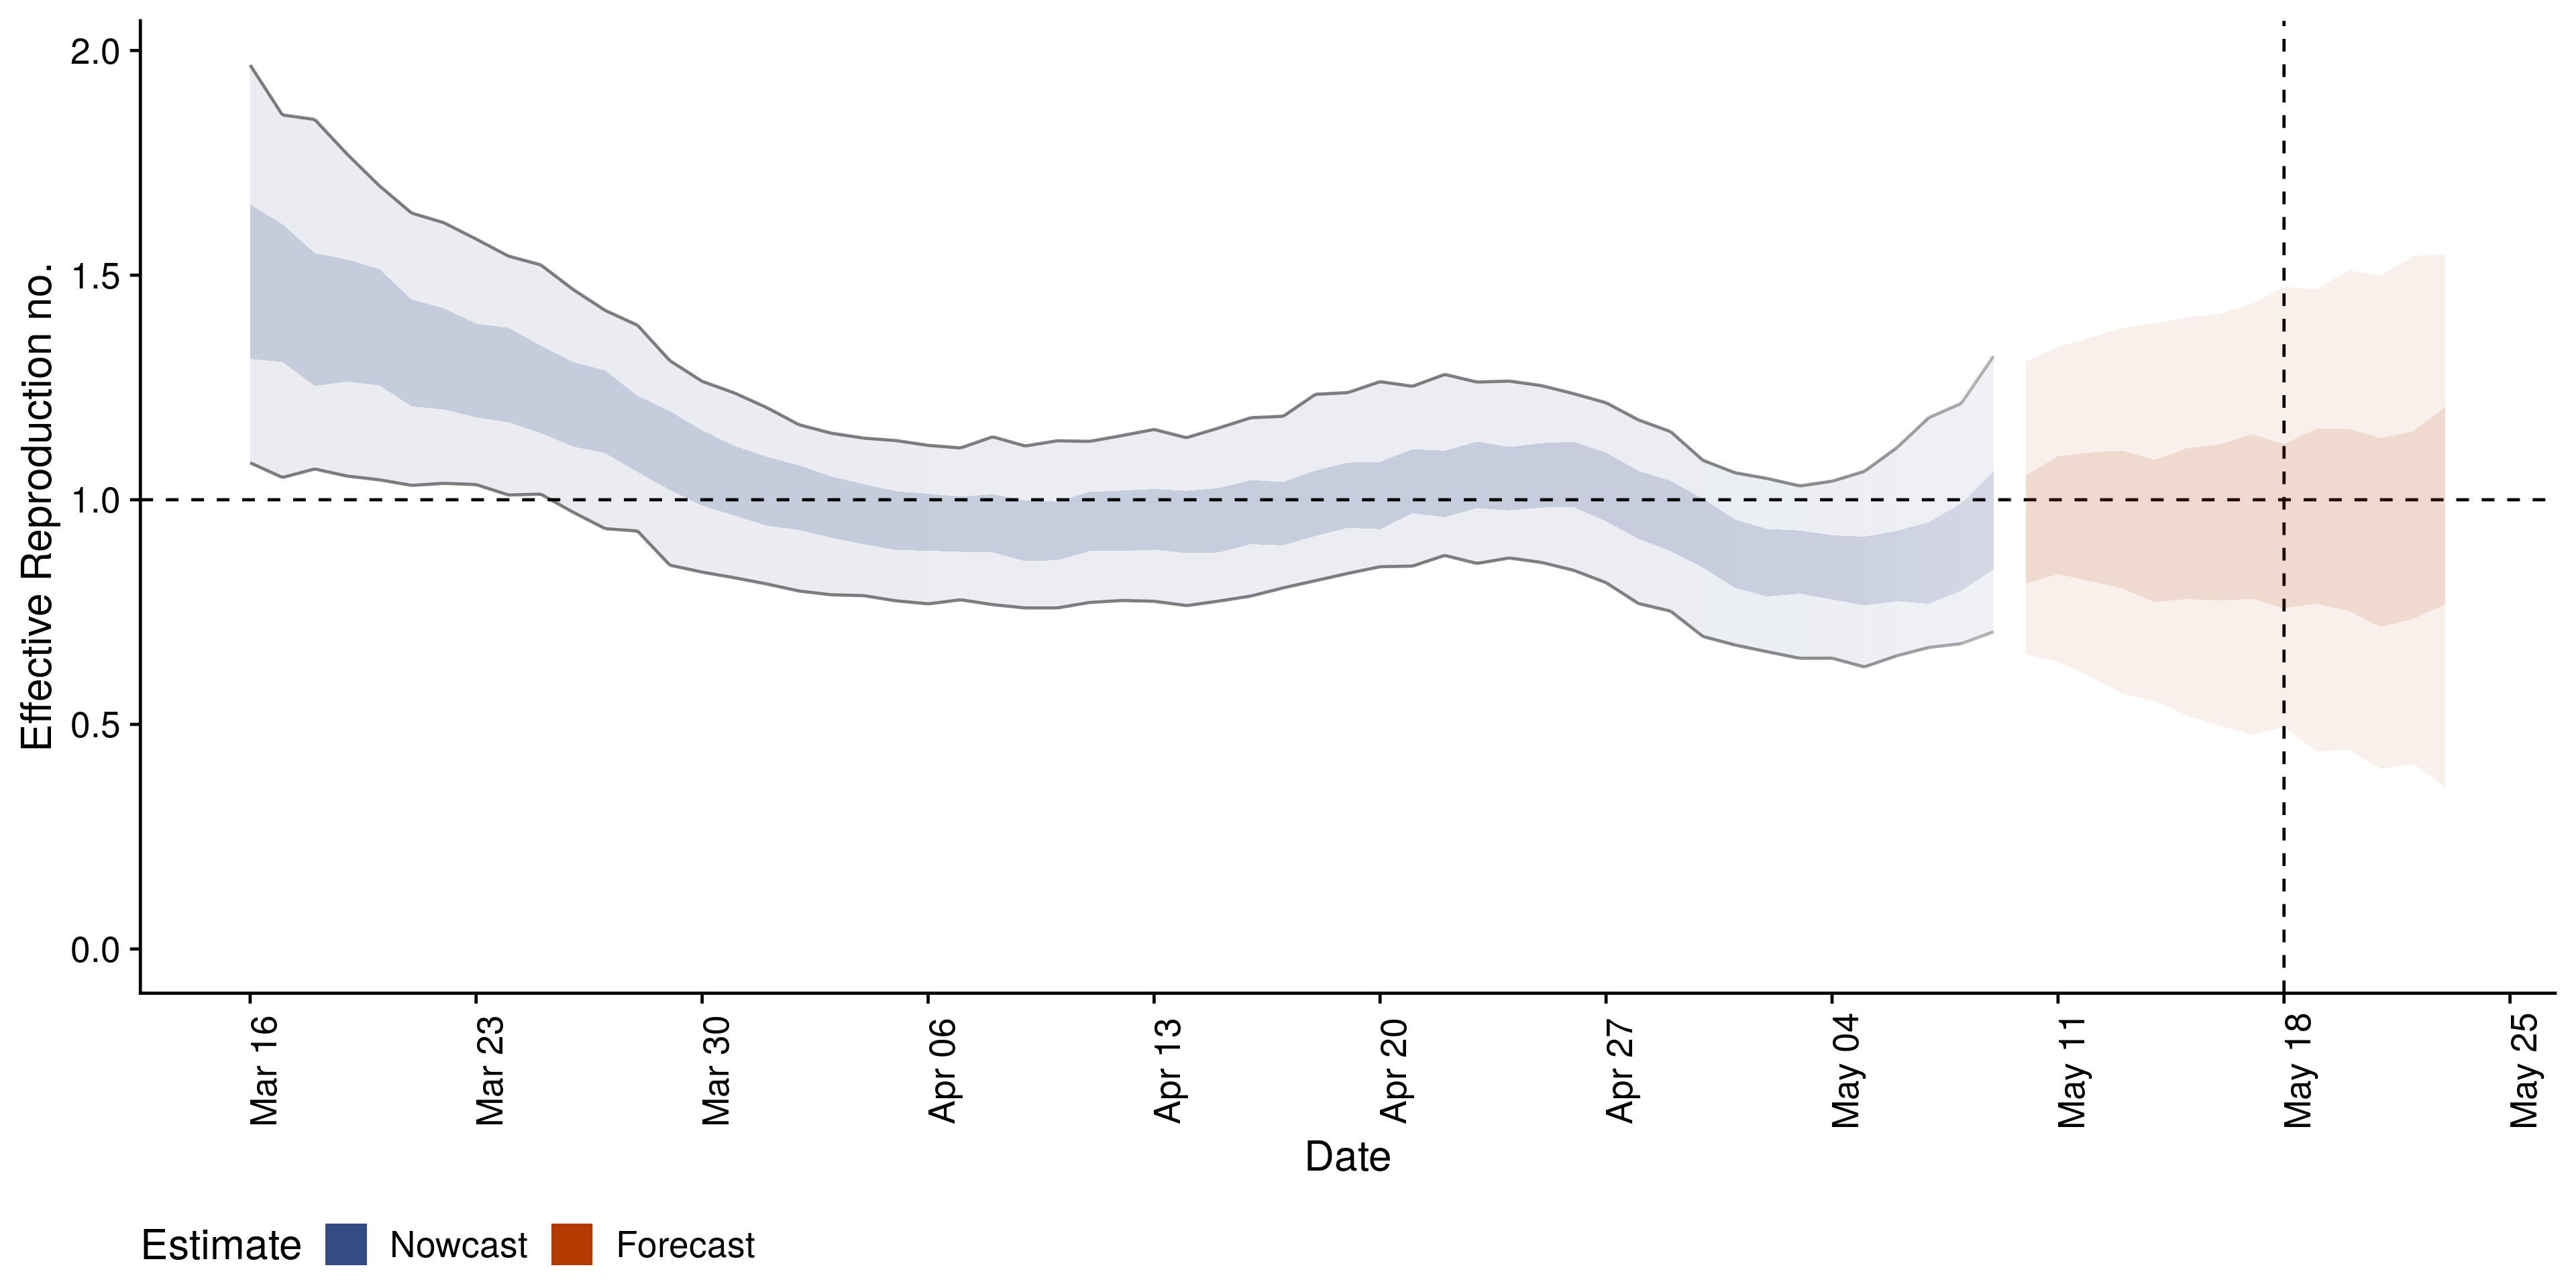 Effective Reproduction no.
2.0
1.5
1.0
0.5
0.0
Mar 16
Mar 23
Mar 30
Apr 06
Apr 13
Apr 20
Apr 27
May 04
May 11
May 18
May 25
Date
Estimate Nowcast Forecast